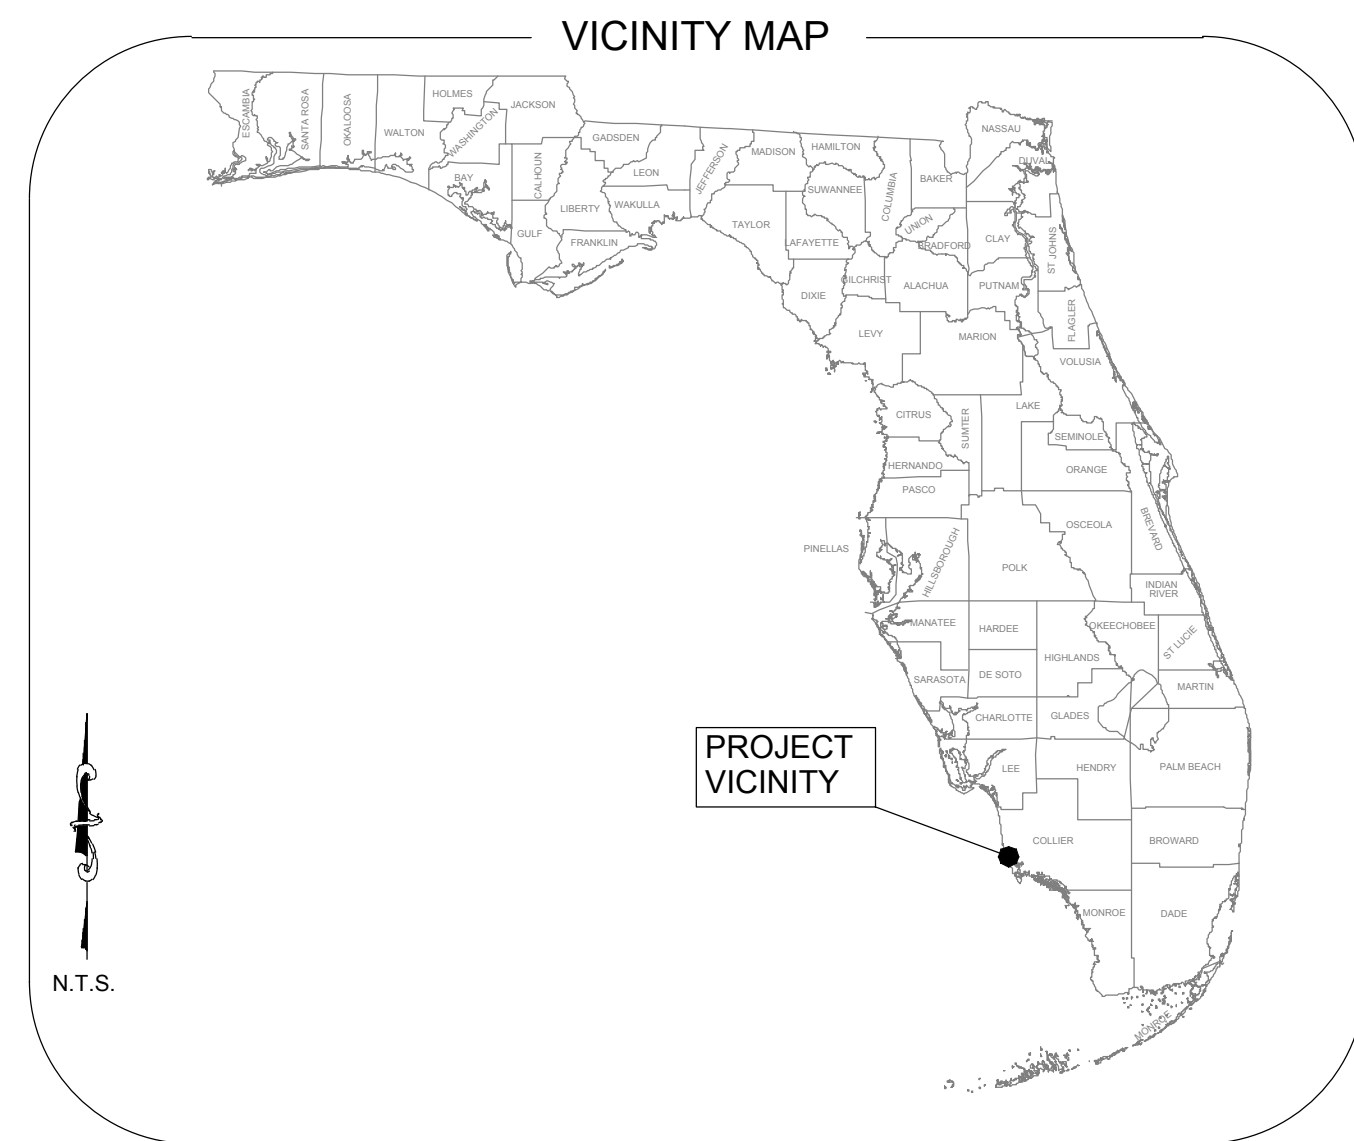 VICINITY MAP
ESCAMBIA
SANTA ROSA
OKALOOSA
WALTON
HOLMES
WASHINGTON
JACKSON
BAY
CALHOUN
GULF
GADSDEN
LIBERTY
LEON
WAKULLA
FRANKLIN
JEFFERSON
MADISON
TAYLOR
HAMILTON
SUWANNEE
LAFAYETTE
DIXIE
COLUMBIA
GILCHRIST
LEVY
BAKER
UNION
BRADFORD
ALACHUA
NASSAU
DUVAL
CLAY
ST JOHNS
PUTNAM
FLAGLER
MARION
VOLUSIA
CITRUS
SUMTER
LAKE
SEMINOLE
HERNANDO
ORANGE
PASCO
OSCEOLA
BREVARD
PINELLAS
HILLSBOROUGH
POLK
INDIAN
RIVER
MANATEE
HARDEE
OKEECHOBEE
ST LUCIE
HIGHLANDS
SARASOTA
DE SOTO
MARTIN
CHARLOTTE
GLADES
PROJECT
VICINITY
LEE
HENDRY
PALM BEACH
COLLIER
BROWARD
MONROE
DADE
MONROE
N.T.S.